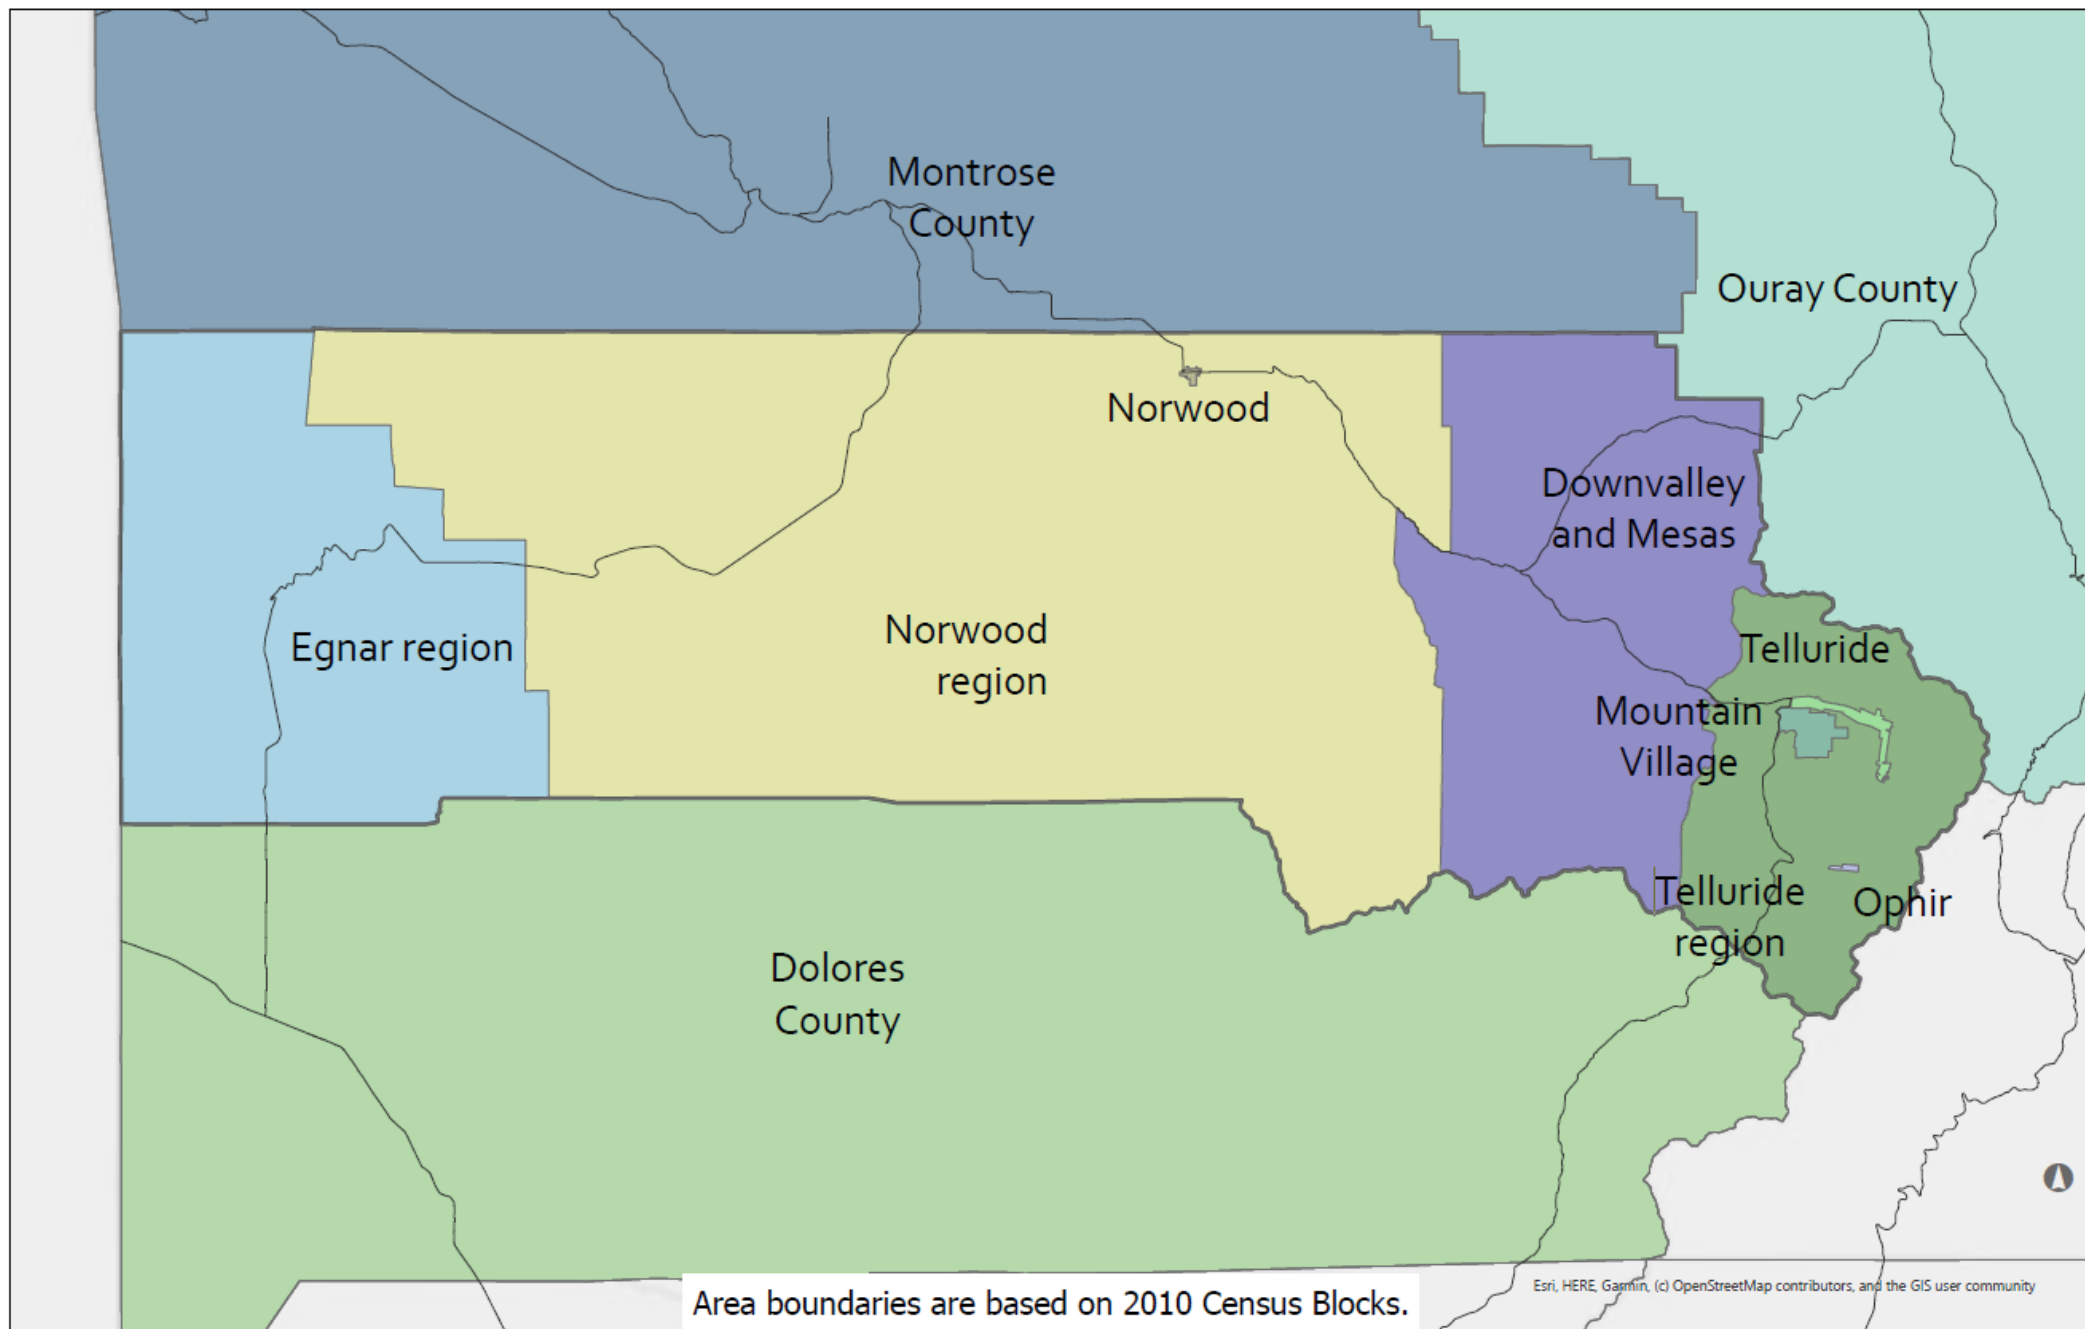 Montrose
County
Ouray County
Norwood
Downvalley
and Mesas
Egnar region
Norwood
region
Telluride
Mountain
Village
Telluride
region
Ophir
Dolores
County
Esri, HERE, Garmin, (c) OpenStreetMap contributors, and the GIS user community
Area boundaries are based on 2010 Census Blocks.